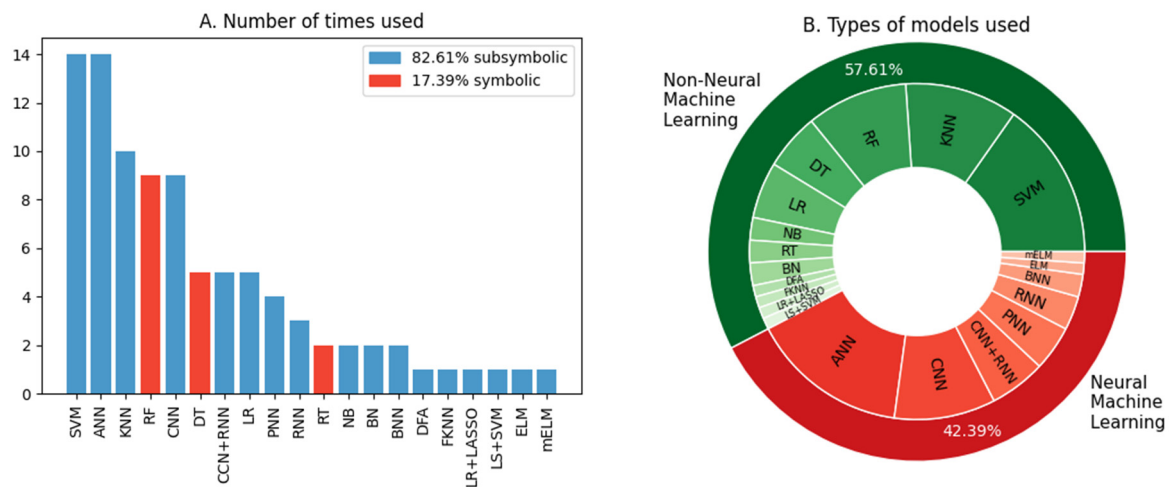 A. Number of times used
14
12
10
8
6
4
2
0
82.61% subsymbolic
17.39% symbolic
SVM
ANN
KNN
RF
CNN
DT
CCN+RNN
LR
PNN
RNN
RT
NB
BN
BNN
DFA
FKNN
LR+LASSO
LS+SVM
ELM
mELM
B. Types of models used
Non-Neural
Machine
Learning
57.61%
SVM
KNN
RF
DT
LR
NB
RT
BN
DFA
FKNN
LR+LASSO
LS+SVM
ANN
CNN
CNN+RNN
PNN
RNN
BNN
ELM
mELM
42.39%
Neural
Machine
Learning